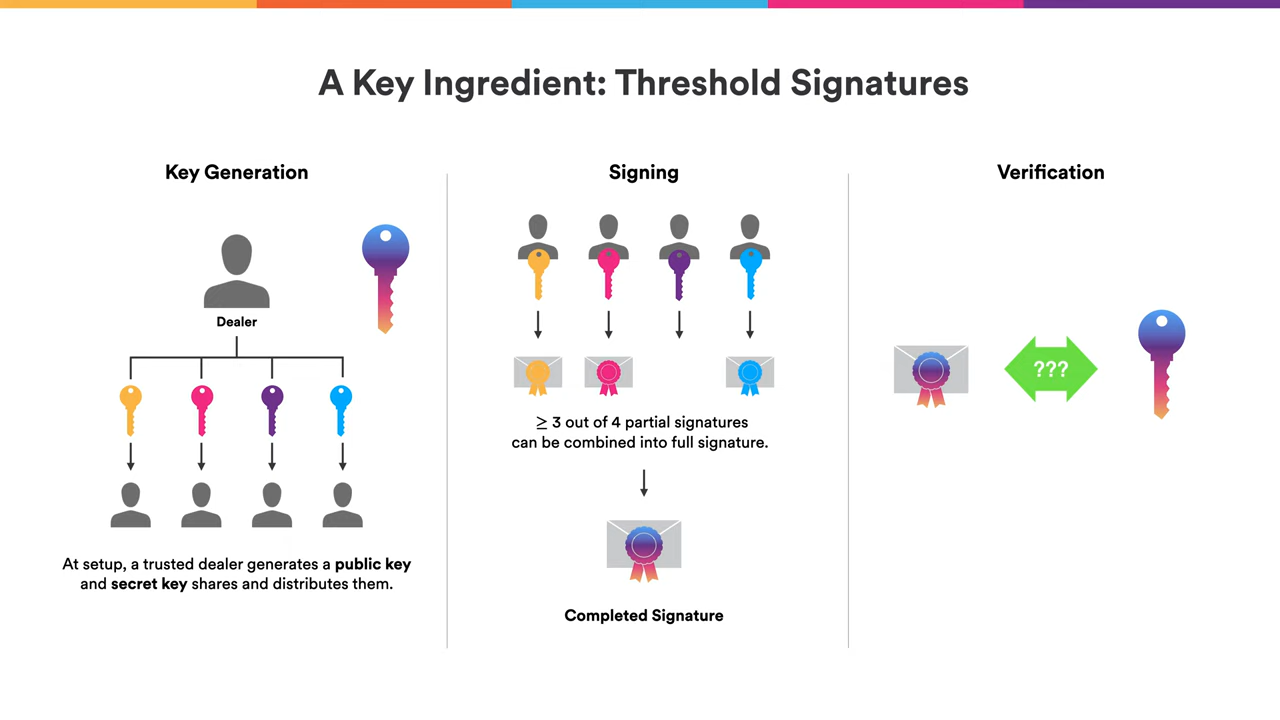 A Key Ingredient: Threshold Signatures
Key Generation
Dealer
At setup, a trusted dealer generates a public key
and secret key shares and distributes them.
Signing
≥ 3 out of 4 partial signatures
can be combined into full signature.
Completed Signature
Verification
???